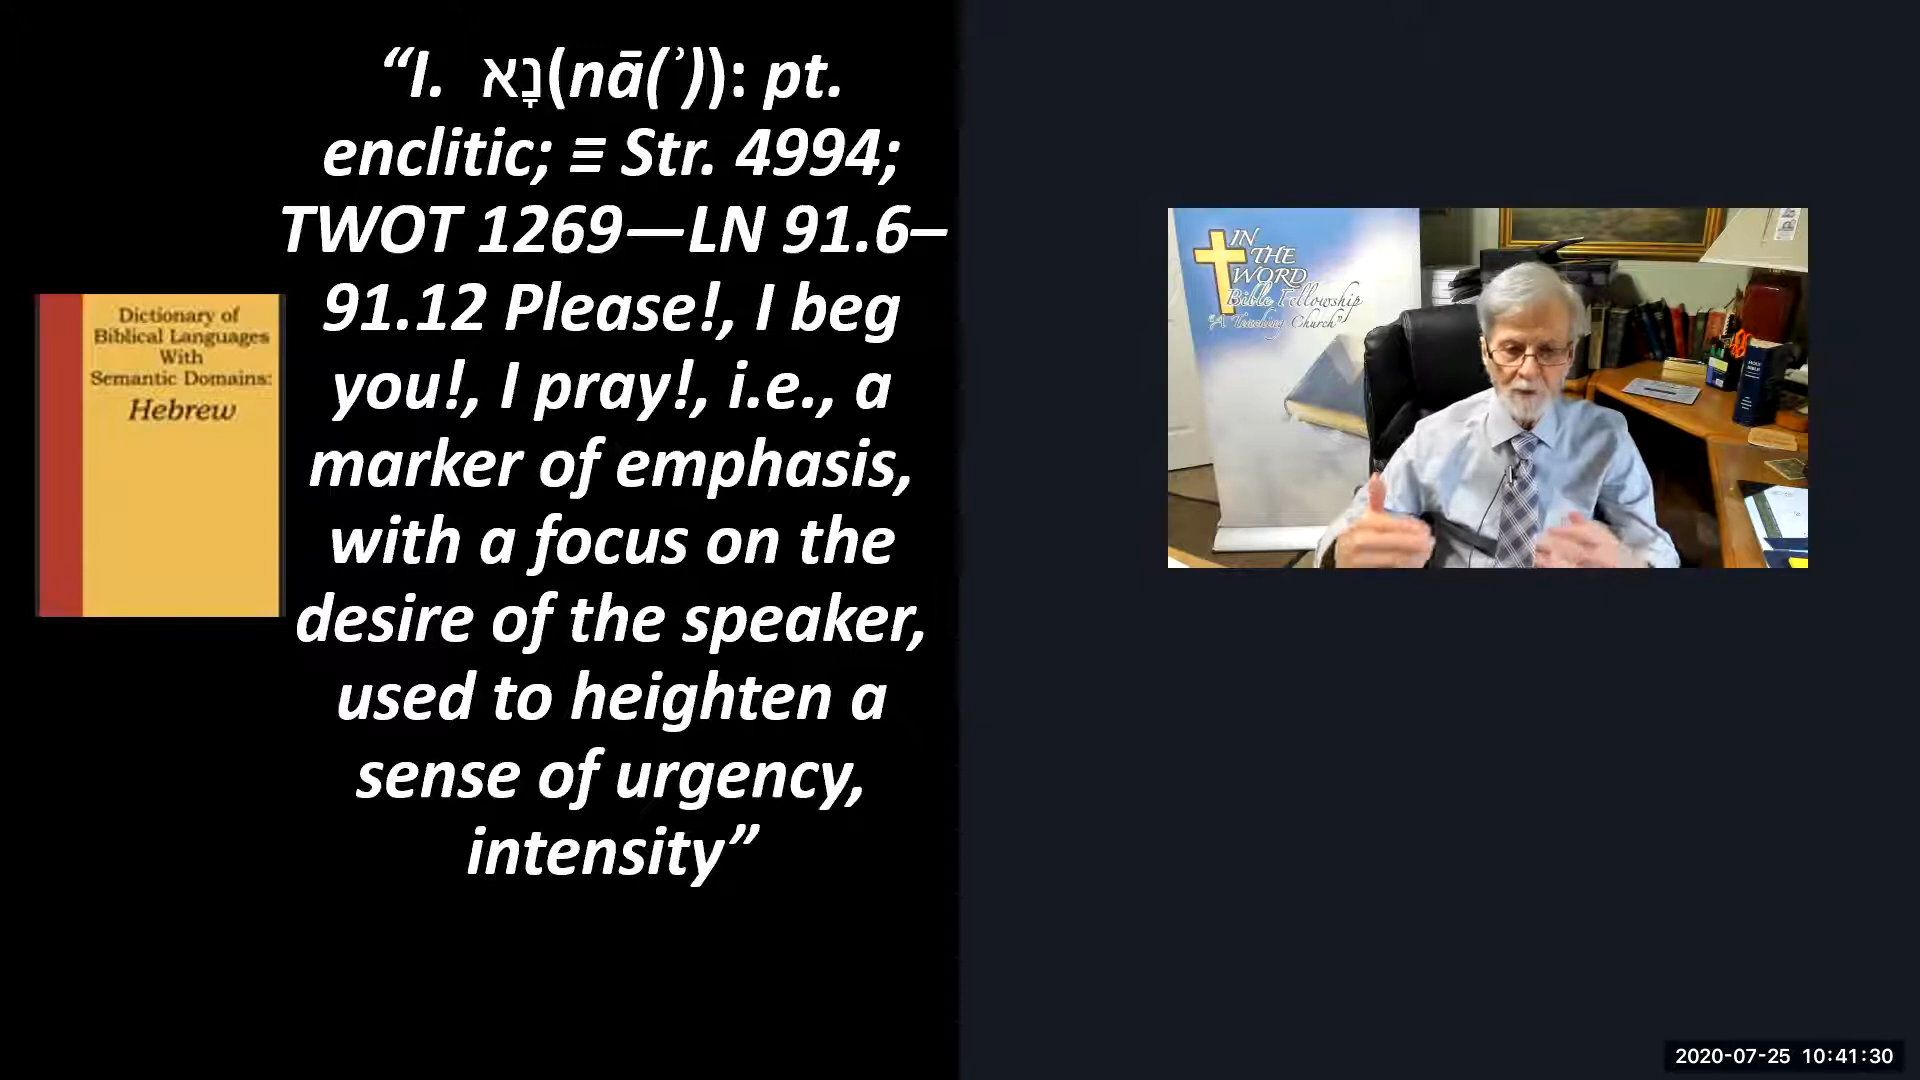 “I. נָא(nā(ʾ)): pt.
enclitic; ≡ Str. 4994;
TWOT 1269—LN 91.6–
91.12 Please!, I beg
you!, I pray!, i.e., a
marker of emphasis,
with a focus on the
desire of the speaker,
used to heighten a
sense of urgency,
intensity”
Dictionary of
Biblical Languages
With
Semantic Domains:
Hebrew
IN
THE
WORD
Bible Fellowship
"A Teaching Church"
HOLY
BIBLE
2020-07-25 10:41:30